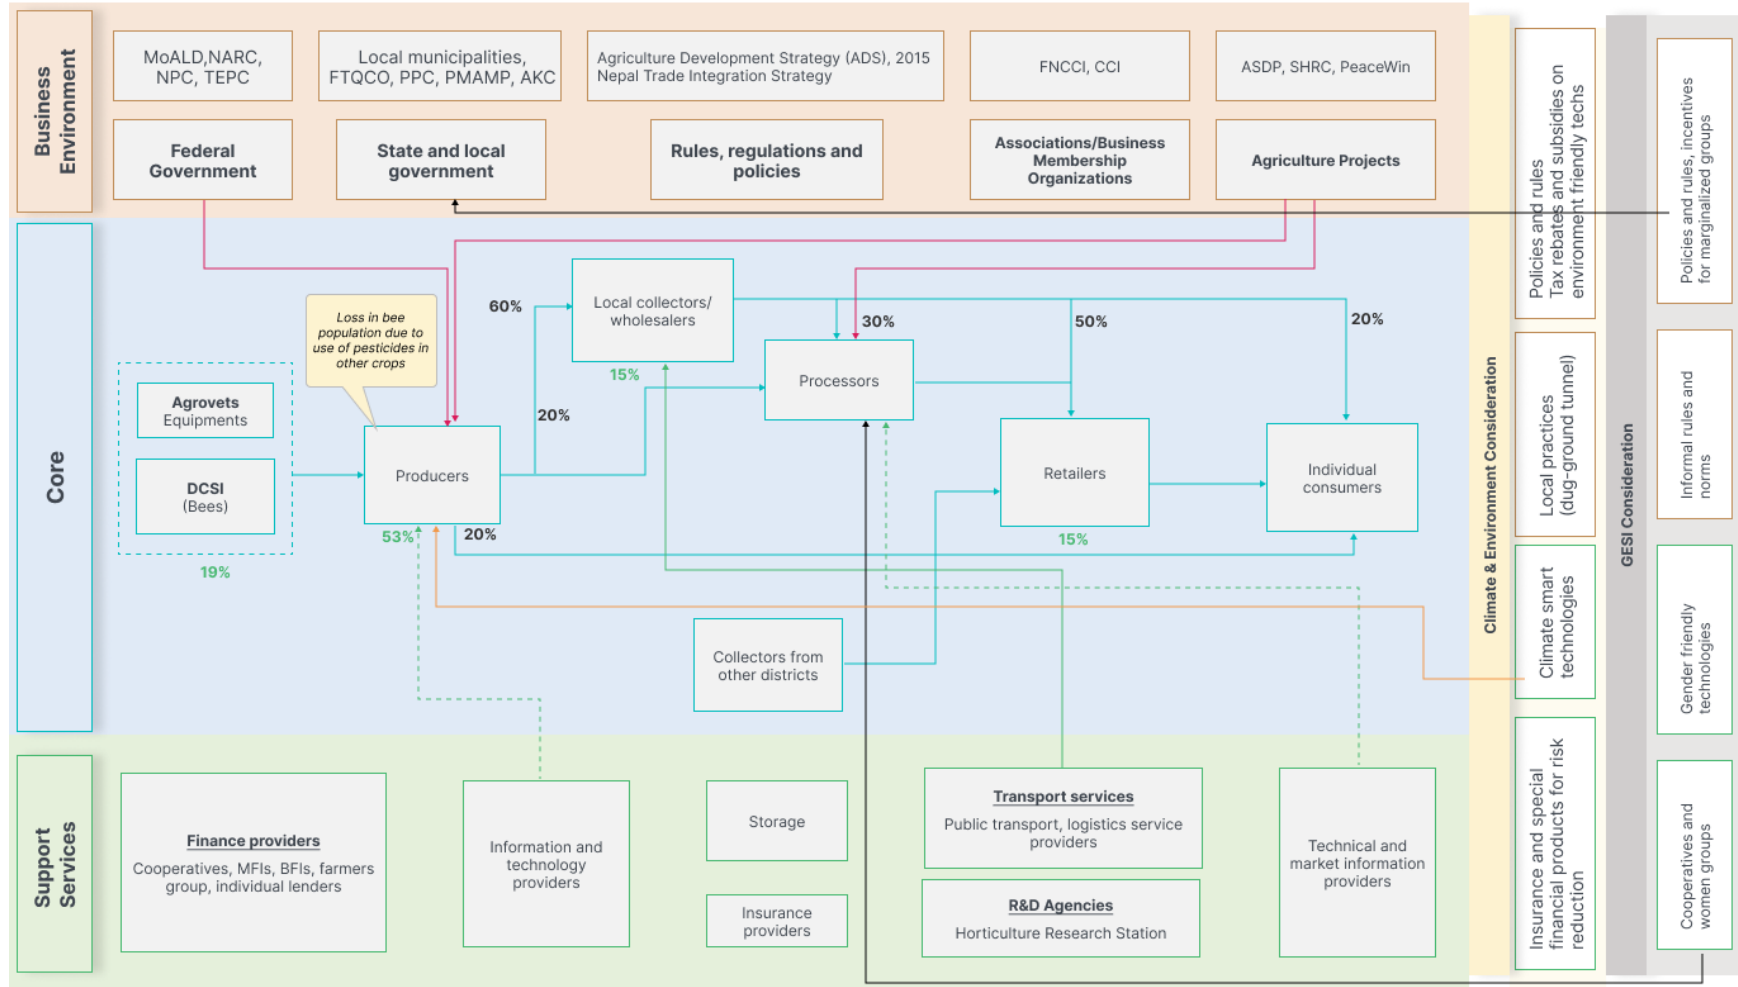 Business
Environment
MoALD,NARC,
NPC, TEPC
Local municipalities,
FTQCO, PPC, PMAMP, AKC
Agriculture Development Strategy (ADS), 2015
Nepal Trade Integration Strategy
FNCCI, CCI
ASDP, SHRC, PeaceWin
Federal
Government
State and local
government
Rules, regulations and
policies
Associations/Business
Membership
Organizations
Agriculture Projects
Core
Loss in bee
population due to
use of pesticides in
other crops
Agrovets
Equipments
DCSI
(Bees)
19%
Producers
53%
20%
60%
20%
Local collectors/
wholesalers
15%
30%
50%
20%
Processors
Retailers
15%
Individual
consumers
Collectors from
other districts
Support
Services
Finance providers
Cooperatives, MFIs, BFIs, farmers
group, individual lenders
Information and
technology
providers
Storage
Insurance
providers
Transport services
Public transport, logistics service
providers
R&D Agencies
Horticulture Research Station
Technical and
market information
providers
Climate & Environment Consideration
Policies and rules
Tax rebates and subsidies on
environment friendly techs
Local practices
(dug-ground tunnel)
Climate smart
technologies
Insurance and special
financial products for risk
reduction
GESI Consideration
Policies and rules, incentives
for marginalized groups
Informal rules and
norms
Gender friendly
technologies
Cooperatives and
women groups